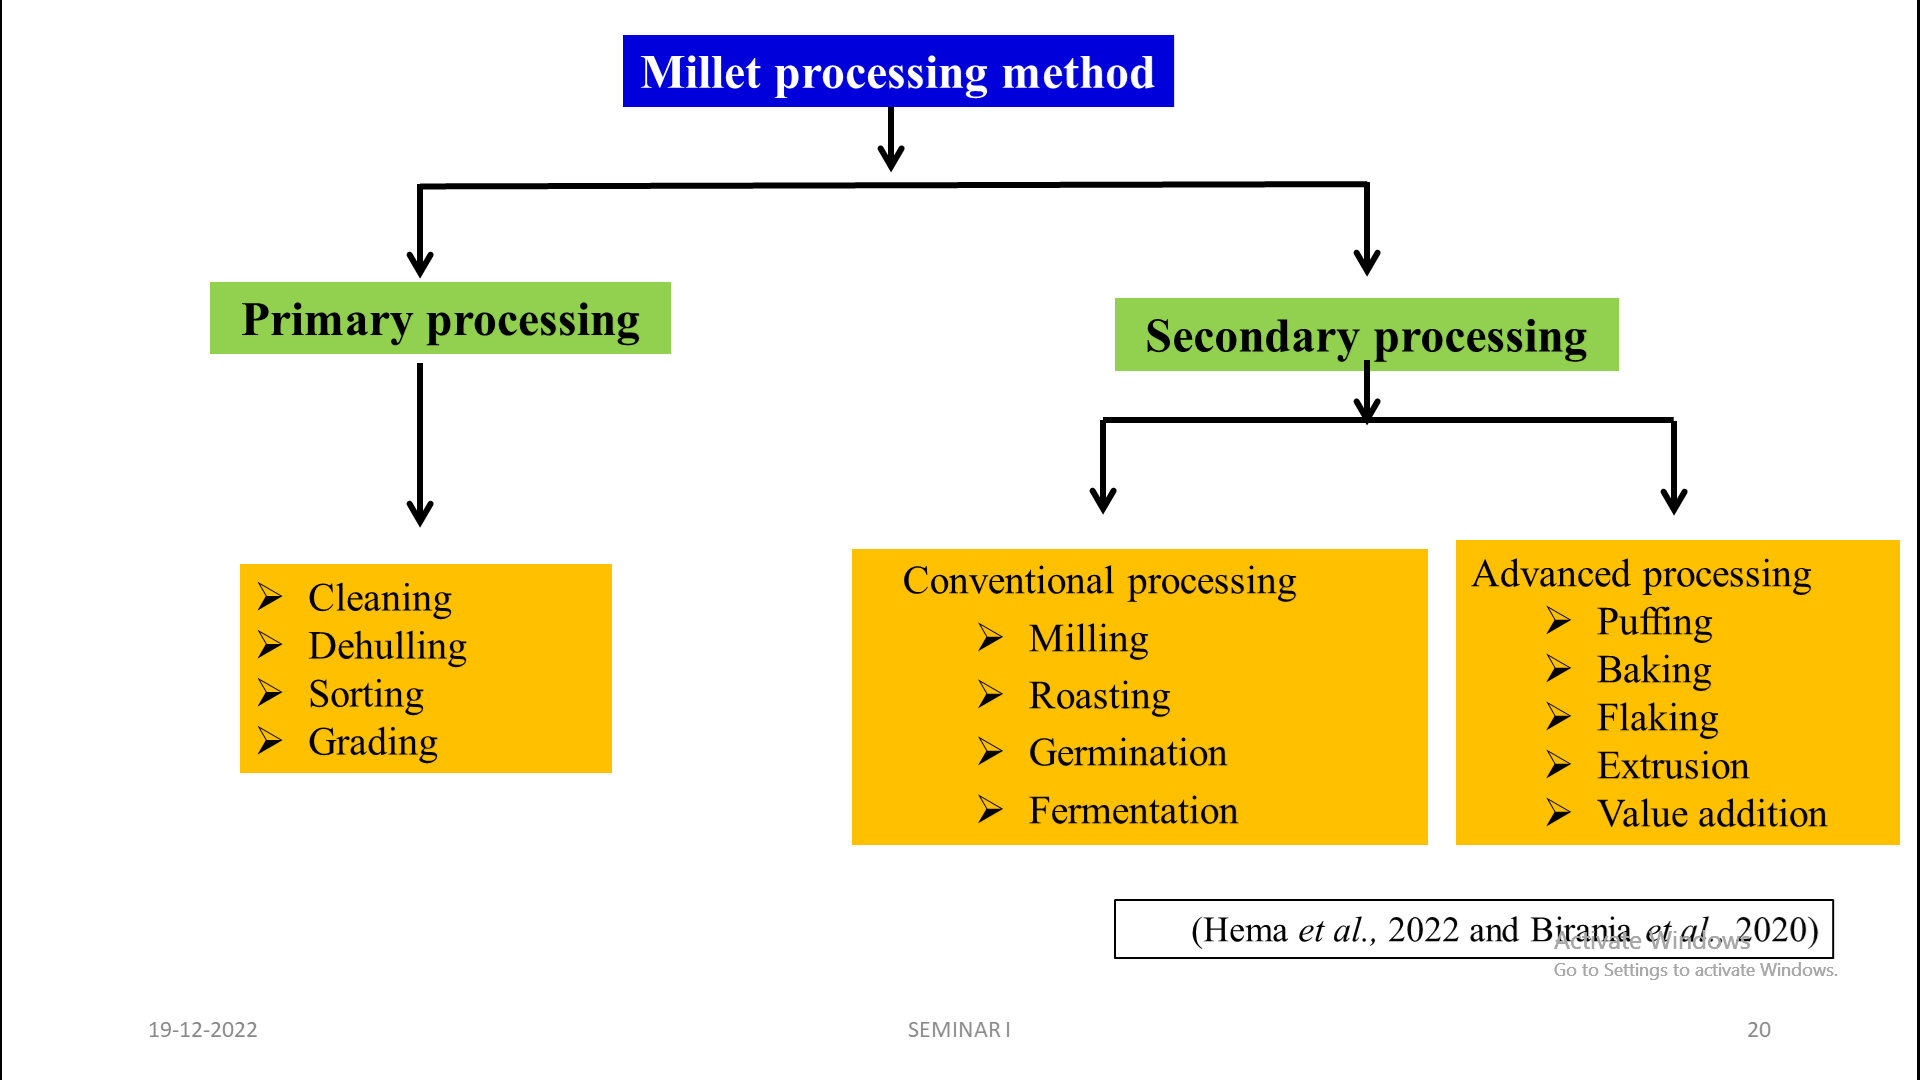 Millet processing method
Primary processing
Secondary processing
Cleaning
Dehulling
Sorting
Grading
Conventional processing
Milling
Roasting
Germination
Fermentation
Advanced processing
Puffing
Baking
Flaking
Extrusion
Value addition
(Hema et al., 2022 and Birania et al., 2020)
Activate Windows
Go to Settings to activate Windows.
19-12-2022
SEMINAR I
20